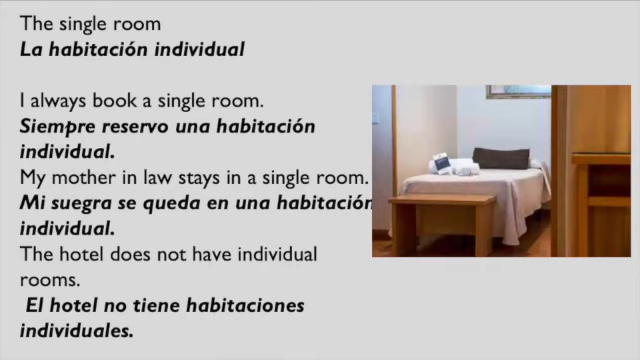 The single room
La habitación individual
I always book a single room.
Siempre reservo una habitación
individual.
My mother in law stays in a single room.
Mi suegra se queda en una habitación
individual.
The hotel does not have individual
rooms.
El hotel no tiene habitaciones
individuales.